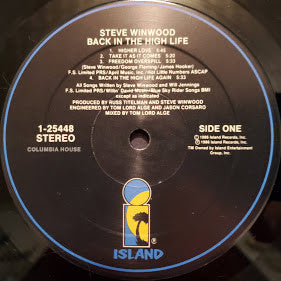 STEVE WINWOOD
BACK IN THE HIGH LIFE
1. HIGHER LOVE 5:45
2. TAKE IT AS IT COMES 5:20
3. FREEDOM OVERSPILL 5:33
(Steve Winwood/George Fleming/James Hooker)
F.S. Limited PRS/April Music, Inc./Hot Little Numbers ASCAP
4. BACK IN THE HIGH LIFE AGAIN 5:33
All Songs Written by Steve Winwood and Will Jennings
F.S. Limited PRS/Willin' David Music/Blue Sky Rider Songs BMI
except as indicated
PRODUCED BY RUSS TITELMAN AND STEVE WINWOOD
ENGINEERED BY TOM LORD ALGE AND JASON CORSARO
MIXED BY TOM LORD ALGE
1-25448
STEREO
COLUMBIA HOUSE
SIDE ONE
1986 Island Records, Inc.
1986 Island Records, Inc.
TM Owned by Island Entertainment
Group, Inc.
ISLAND